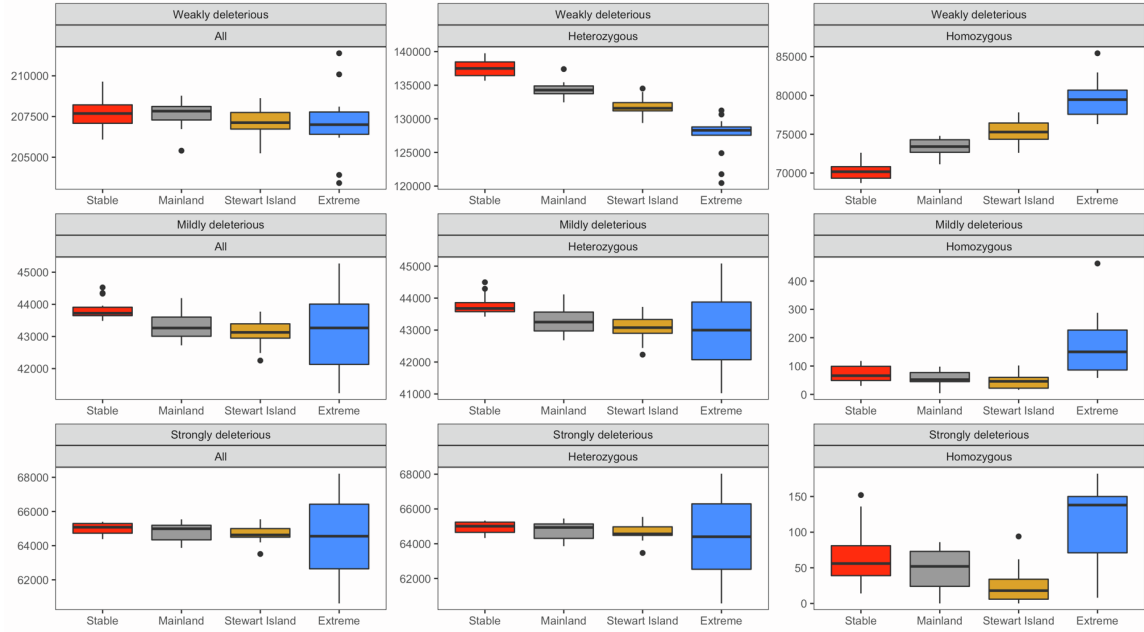 Weakly deleterious
All
210000
207500
205000
Stable Mainland Stewart Island Extreme
Weakly deleterious
Heterozygous
140000
135000
130000
125000
120000
Stable Mainland Stewart Island Extreme
Weakly deleterious
Homozygous
85000
80000
75000
70000
Stable Mainland Stewart Island Extreme
Mildly deleterious
All
45000
44000
43000
42000
Stable Mainland Stewart Island Extreme
Mildly deleterious
Heterozygous
45000
44000
43000
42000
41000
Stable Mainland Stewart Island Extreme
Mildly deleterious
Homozygous
400
300
200
100
0
Stable Mainland Stewart Island Extreme
Strongly deleterious
All
68000
66000
64000
62000
Stable Mainland Stewart Island Extreme
Strongly deleterious
Heterozygous
68000
66000
64000
62000
Stable Mainland Stewart Island Extreme
Strongly deleterious
Homozygous
150
100
50
0
Stable Mainland Stewart Island Extreme